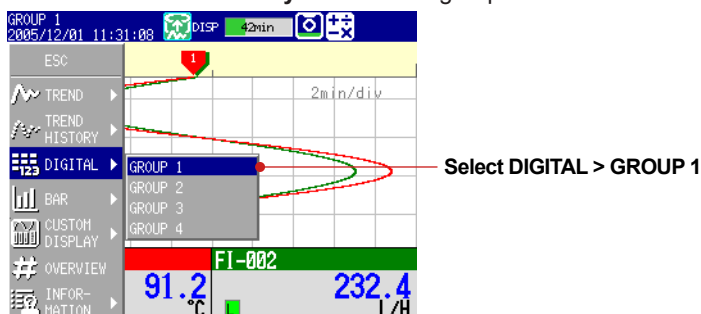 GROUP 1
2005/12/01 11:31:08 DISP 42min
ESC
1
TREND
2min/div
TREND
HISTORY
DIGITAL
GROUP 1
Select DIGITAL > GROUP 1
GROUP 2
BAR
GROUP 3
CUSTOM
DISPLAY
GROUP 4
OVERVIEW
FI-002
INFOR-
MATION
91.2
°C
L
232.4
L/H